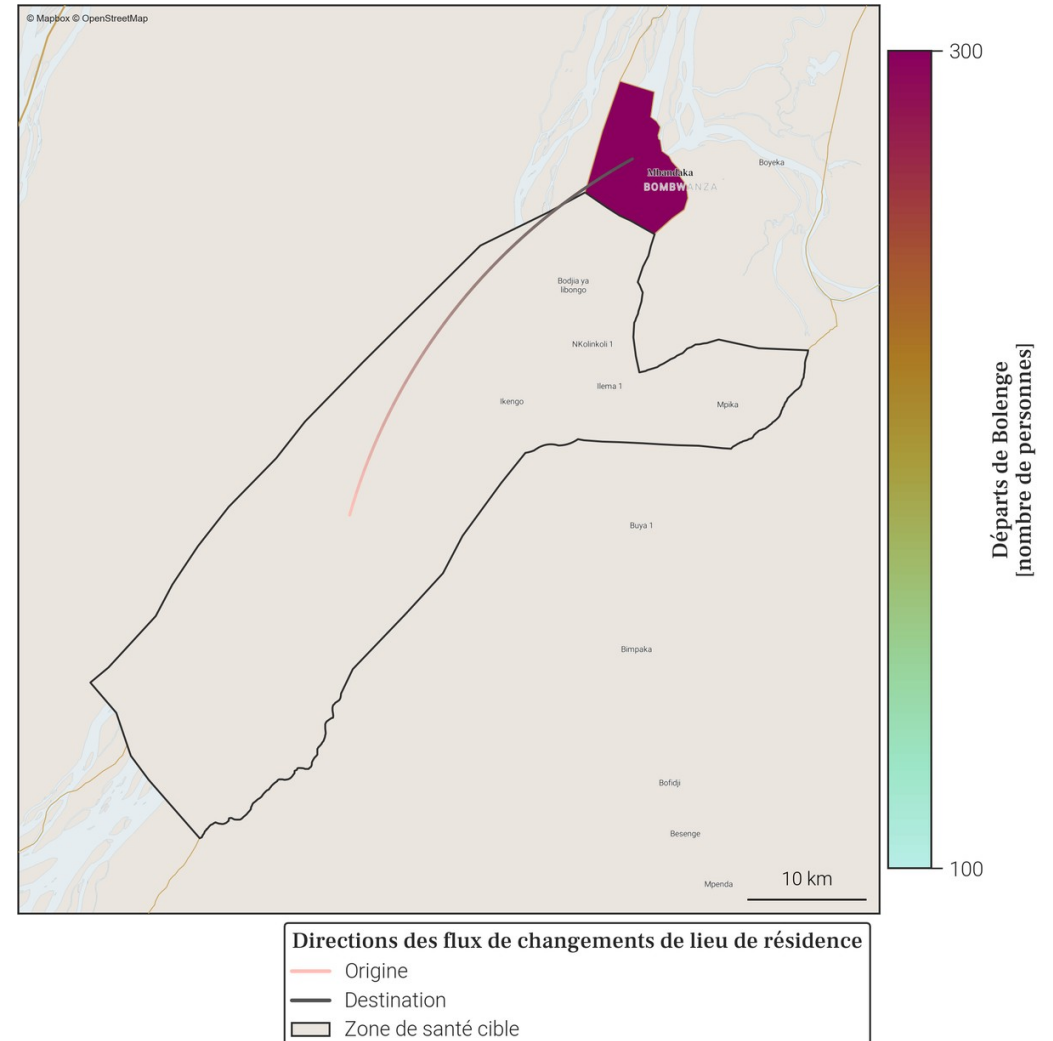 © Mapbox © OpenStreetMap
300
Boyeka
Mbandaka
BOMBWANZA
Bodjia ya
libongo
NKolinkoli 1
Ilema 1
Ikengo
Mpika
Départs de Bolenge
[nombre de personnes]
Buya 1
Bimpaka
Bofidji
Besenge
Mpenda
10 km
100
Directions des flux de changements de lieu de résidence
Origine
Destination
Zone de santé cible